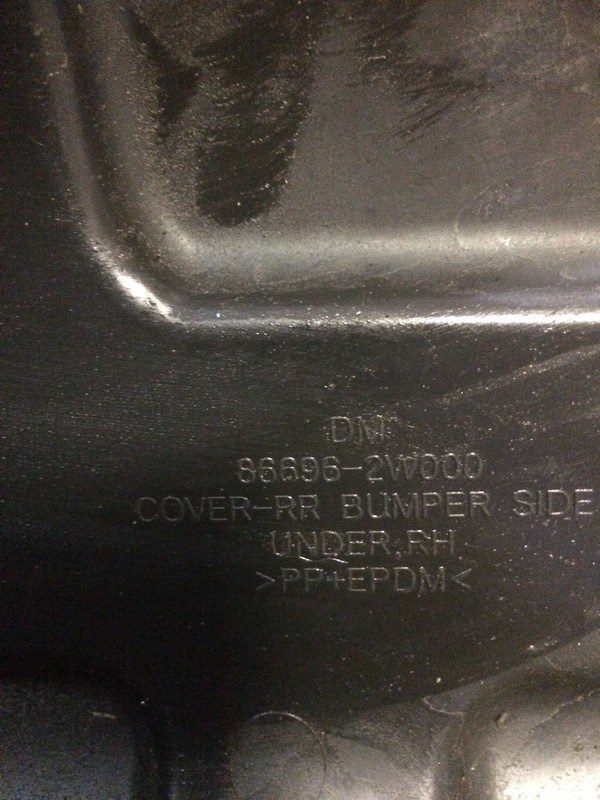 DM
86696-2W000
COVER-RR BUMPER SIDE
UNDER,RH
>PP+EPDM<